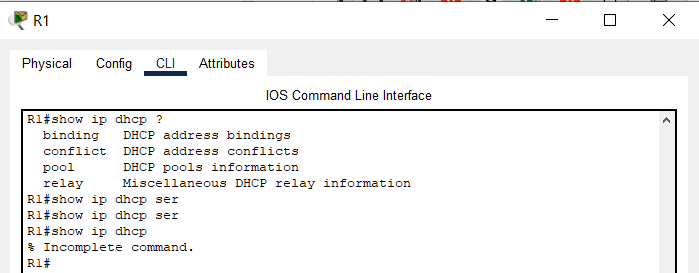 R1
Physical Config CLI Attributes
IOS Command Line Interface
R1#show ip dhcp ?
binding DHCP address bindings
conflict DHCP address conflicts
pool DHCP pools information
relay Miscellaneous DHCP relay information
R1#show ip dhcp ser
R1#show ip dhcp ser
R1#show ip dhcp
% Incomplete command.
R1#